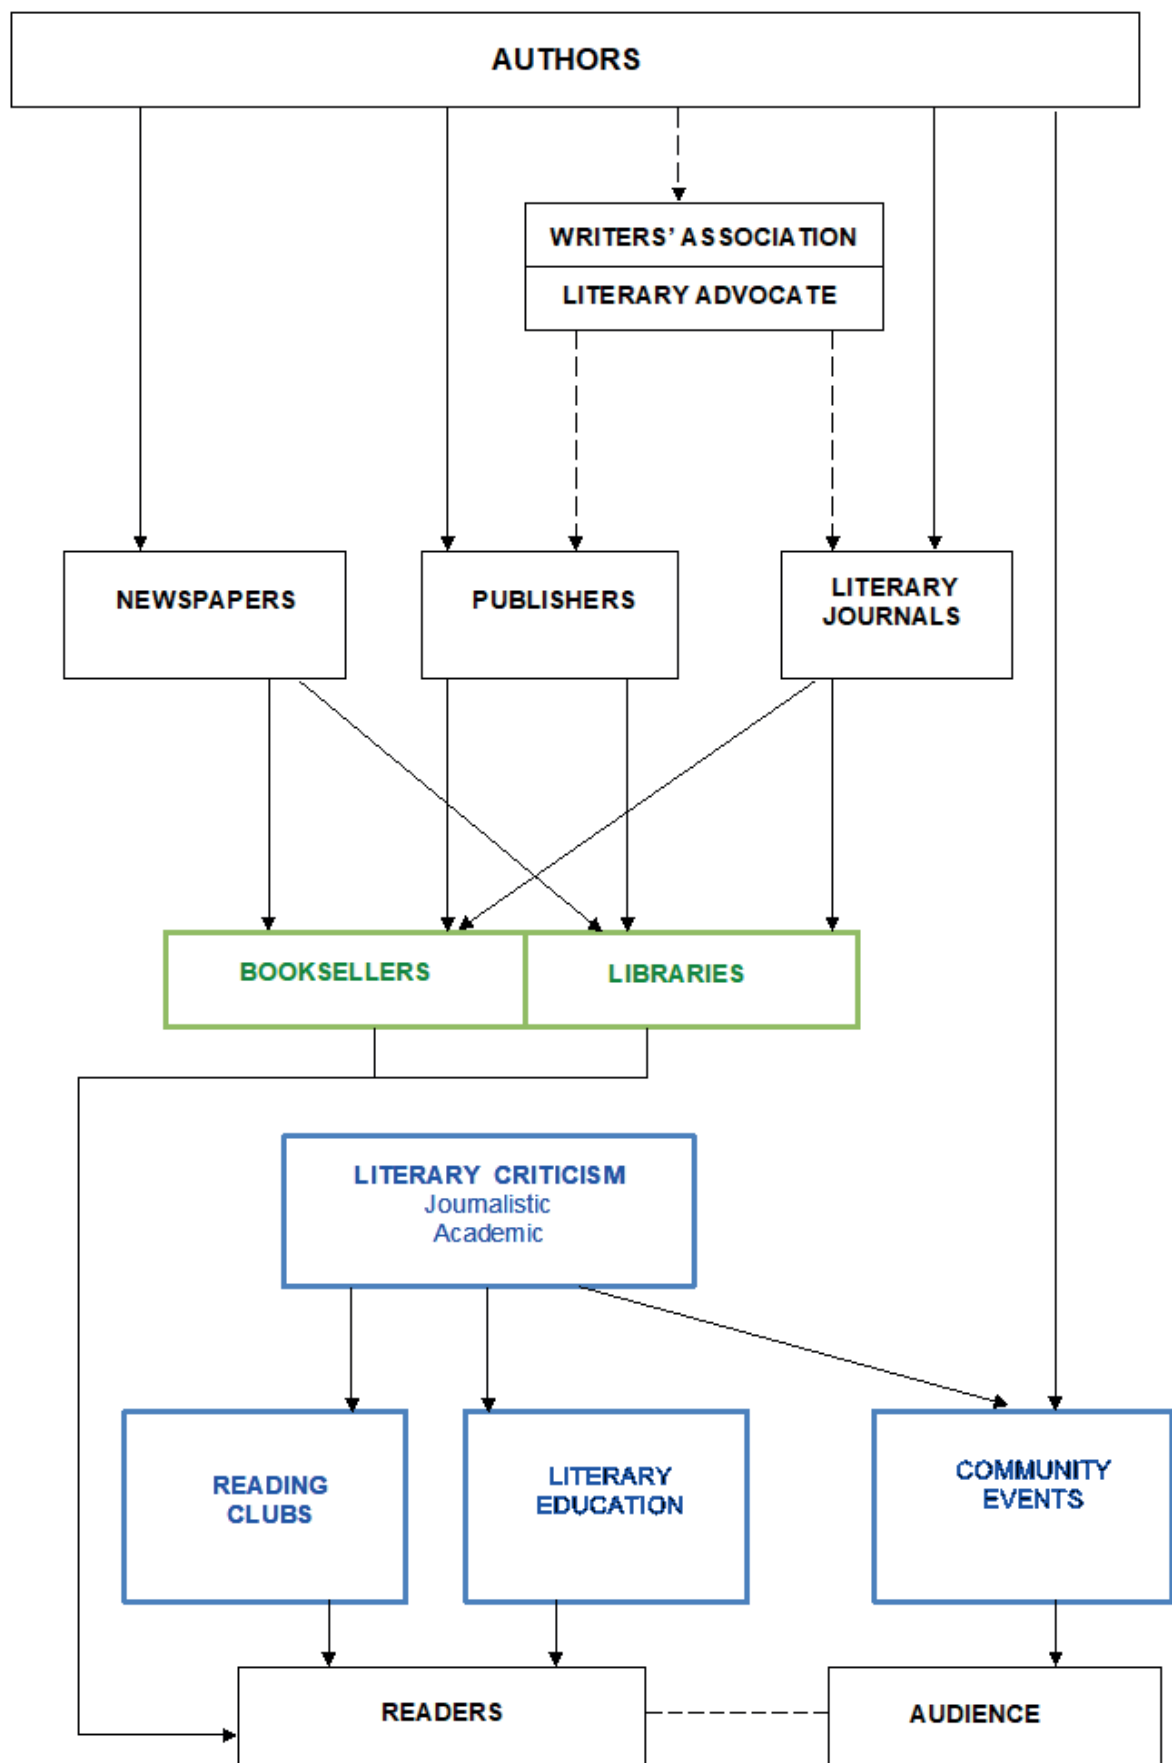 AUTHORS
WRITERS’ ASSOCIATION
LITERARY ADVOCATE
NEWSPAPERS
PUBLISHERS
LITERARY
JOURNALS
BOOKSELLERS
LIBRARIES
LITERARY CRITICISM
Journalistic
Academic
READING
CLUBS
LITERARY
EDUCATION
COMMUNITY
EVENTS
READERS
AUDIENCE